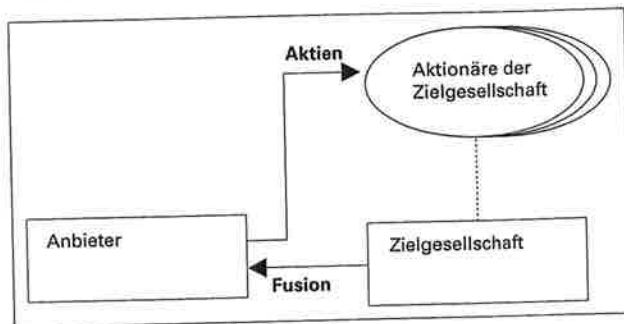 Aktien
Aktionäre der
Zielgesellschaft
Anbieter
Zielgesellschaft
Fusion